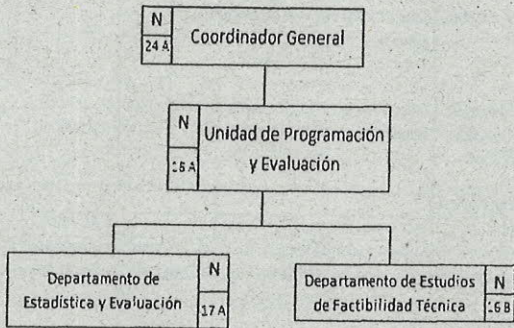 N
24 A
Coordinador General
N
Unidad de Programación
y Evaluación
Departamento de
Estadística y Evaluación
N
17 A
Departamento de Estudios
de Factibilidad Técnica
N